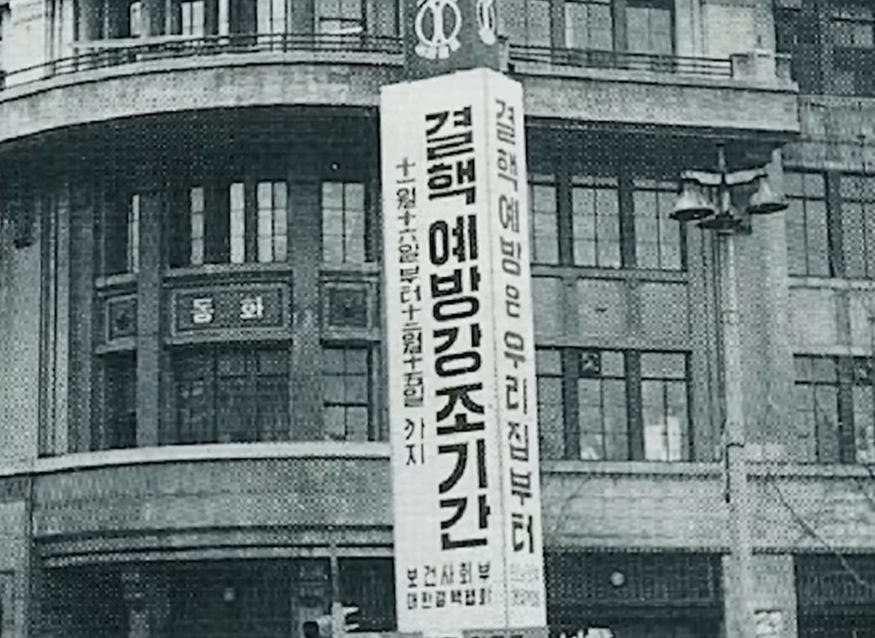 결핵 예방강조기간
十一월十六일부터十二월十五일 까지
보건사회부
대한결핵협회
결핵예방은 우리집부터
동화